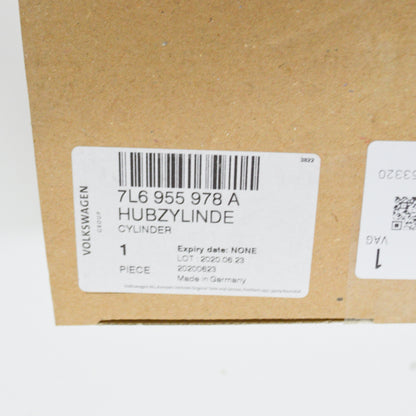 3822
7L6 955 978 A
HUBZYLINDE
CYLINDER
VOLKSWAGEN
GROUP
1
PIECE
Expiry date: NONE
LOT : 2020.06.23
20200623
Made in Germany
53320
VAG
1